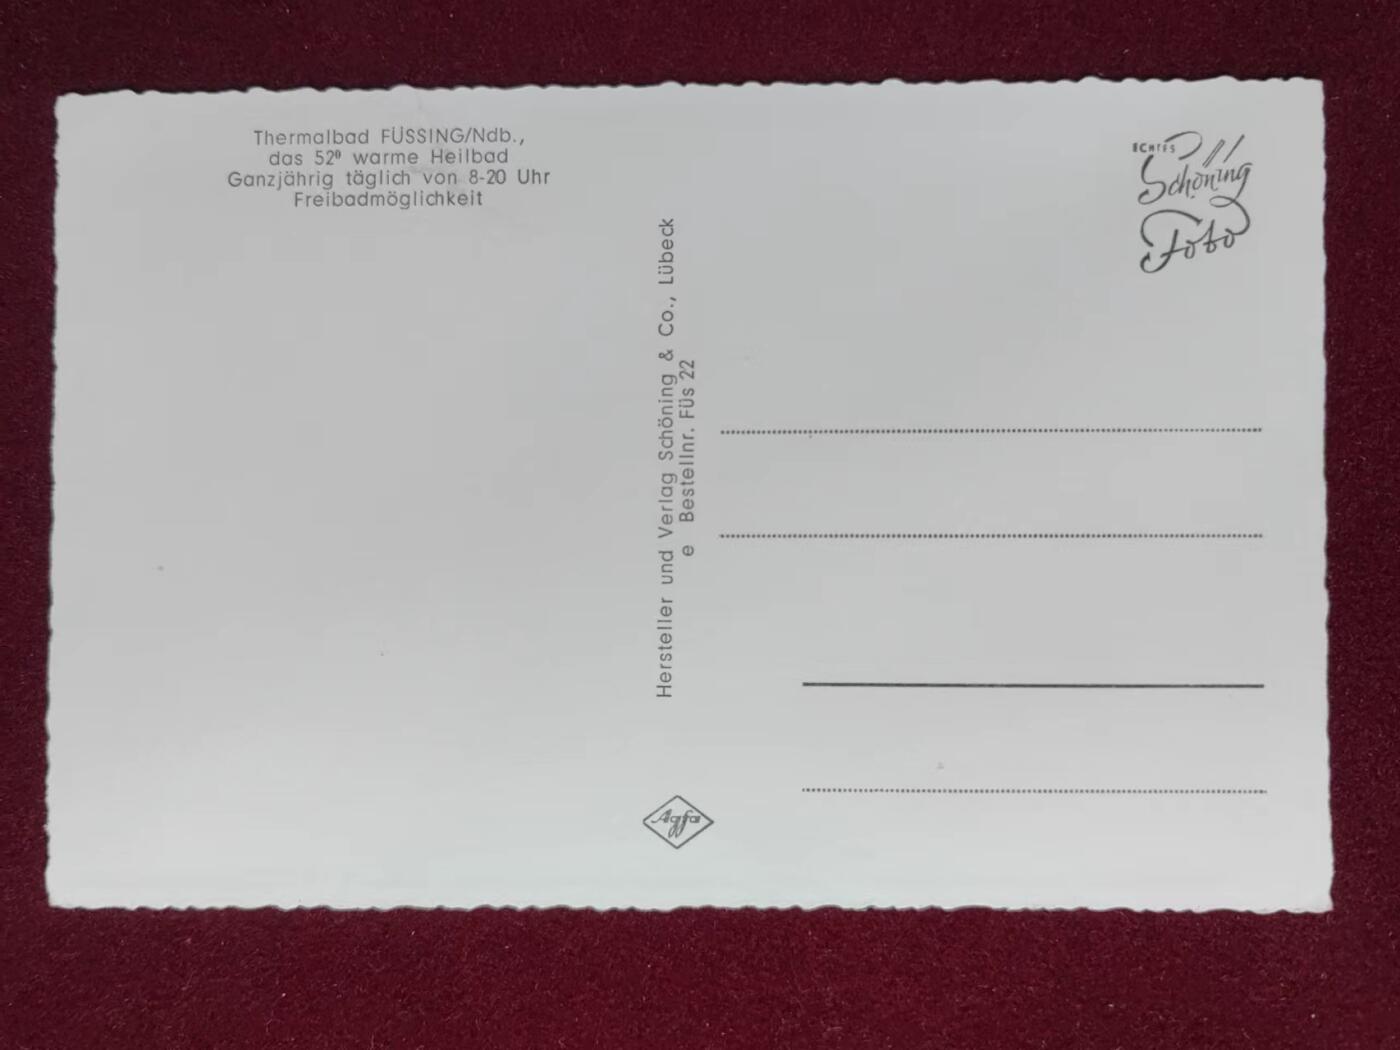 Thermalbad FÜSSING/Ndb.,
das 52⁰ warme Heilbad
Ganzjährig täglich von 8-20 Uhr
Freibadmöglichkeit
Hersteller und Verlag Schöning & Co., Lübeck
e Bestellnr. Füs 22
ECHTES
Schöning
Foto
Agfa